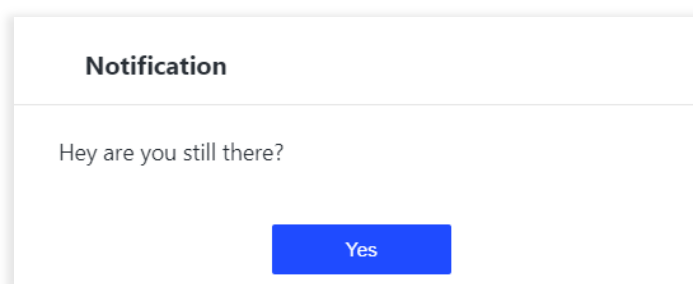 Notification
Hey are you still there?
Yes